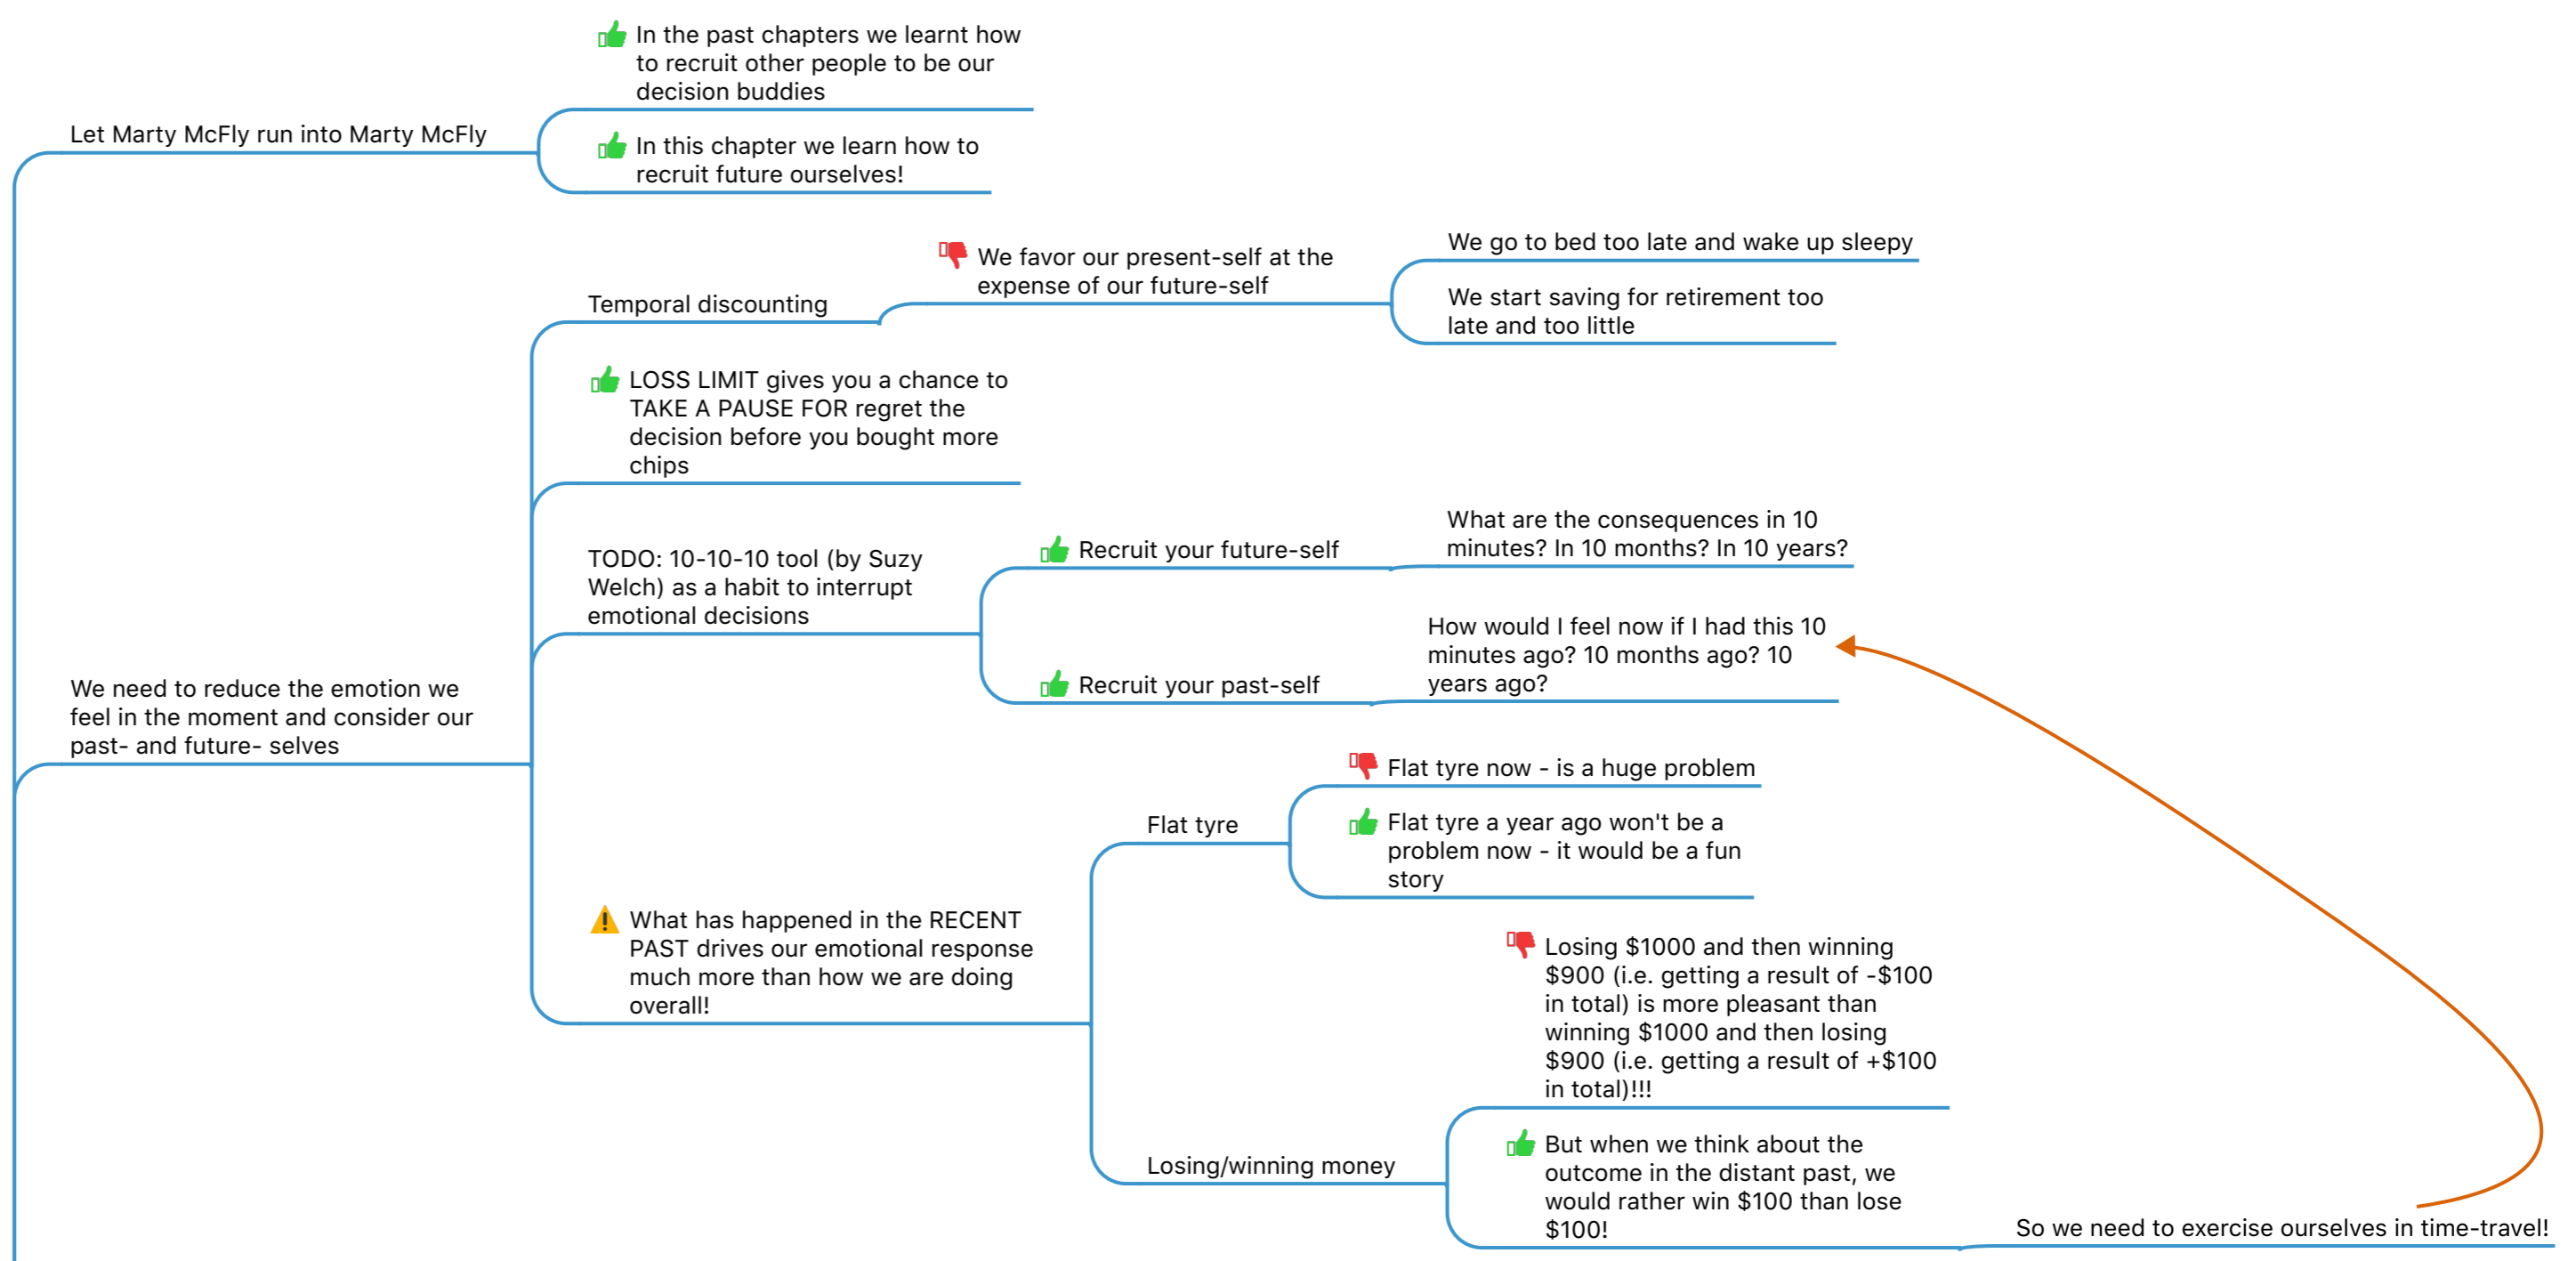 Let Marty McFly run into Marty McFly
In the past chapters we learnt how
to recruit other people to be our
decision buddies
In this chapter we learn how to
recruit future ourselves!
We need to reduce the emotion we
feel in the moment and consider our
past- and future- selves
Temporal discounting
We favor our present-self at the
expense of our future-self
We go to bed too late and wake up sleepy
We start saving for retirement too
late and too little
LOSS LIMIT gives you a chance to
TAKE A PAUSE FOR regret the
decision before you bought more
chips
TODO: 10-10-10 tool (by Suzy
Welch) as a habit to interrupt
emotional decisions
Recruit your future-self
What are the consequences in 10
minutes? In 10 months? In 10 years?
Recruit your past-self
How would I feel now if I had this 10
minutes ago? 10 months ago? 10
years ago?
What has happened in the RECENT
PAST drives our emotional response
much more than how we are doing
overall!
Flat tyre
Flat tyre now - is a huge problem
Flat tyre a year ago won't be a
problem now - it would be a fun
story
Losing/winning money
Losing $1000 and then winning
$900 (i.e. getting a result of -$100
in total) is more pleasant than
winning $1000 and then losing
$900 (i.e. getting a result of +$100
in total)!!!
But when we think about the
outcome in the distant past, we
would rather win $100 than lose
$100!
So we need to exercise ourselves in time-travel!